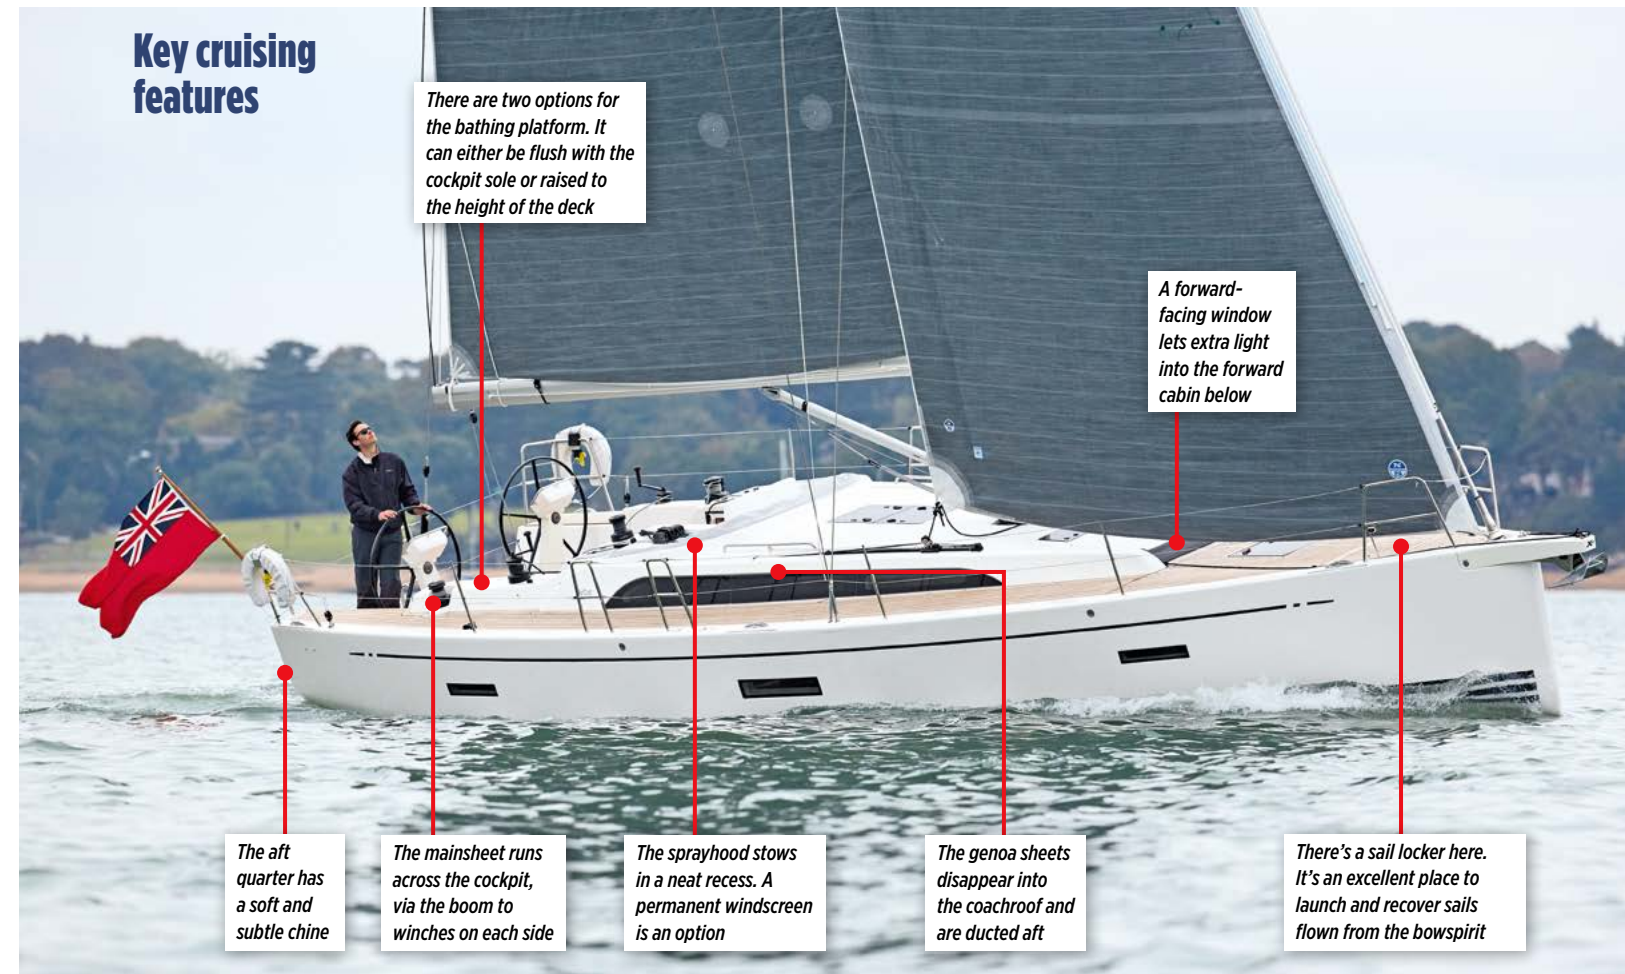 Key cruising
features
There are two options for
the bathing platform. It
can either be flush with the
cockpit sole or raised to
the height of the deck
A forward-
facing window
lets extra light
into the forward
cabin below
The aft
quarter has
a soft and
subtle chine
The mainsheet runs
across the cockpit,
via the boom to
winches on each side
The sprayhood stows
in a neat recess. A
permanent windscreen
is an option
The genoa sheets
disappear into
the coachroof and
are ducted aft
There’s a sail locker here.
It’s an excellent place to
launch and recover sails
flown from the bowspirit